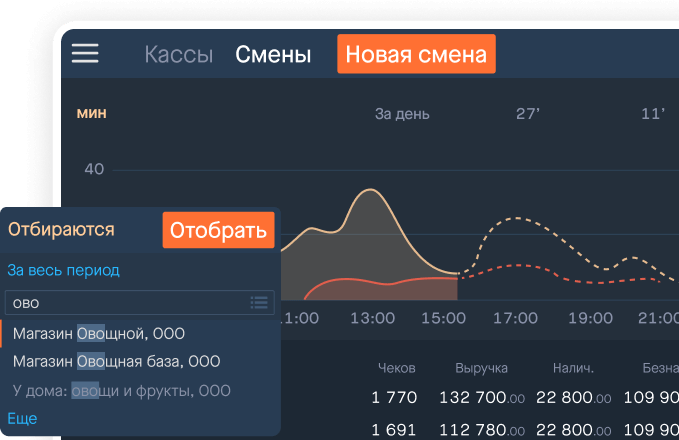 Кассы Смены Новая смена
мин За день 27’ 11’
40
Отбираются Отобрать
За весь период
ово
Магазин Овощной, ООО
Магазин Овощная база, ООО
У дома: овощи и фрукты, ООО
Еще
1:00 13:00 15:00 17:00 19:00 21:00
Чеков Выручка Налич. Безна
1 770 132 700.00 22 800.00 109 90
1 691 112 780.00 22 800.00 109 90